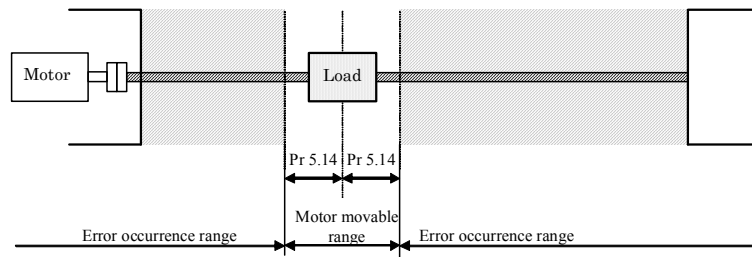 Motor
Load
Pr 5.14
Pr 5.14
Error occurrence range
Motor movable
range
Error occurrence range